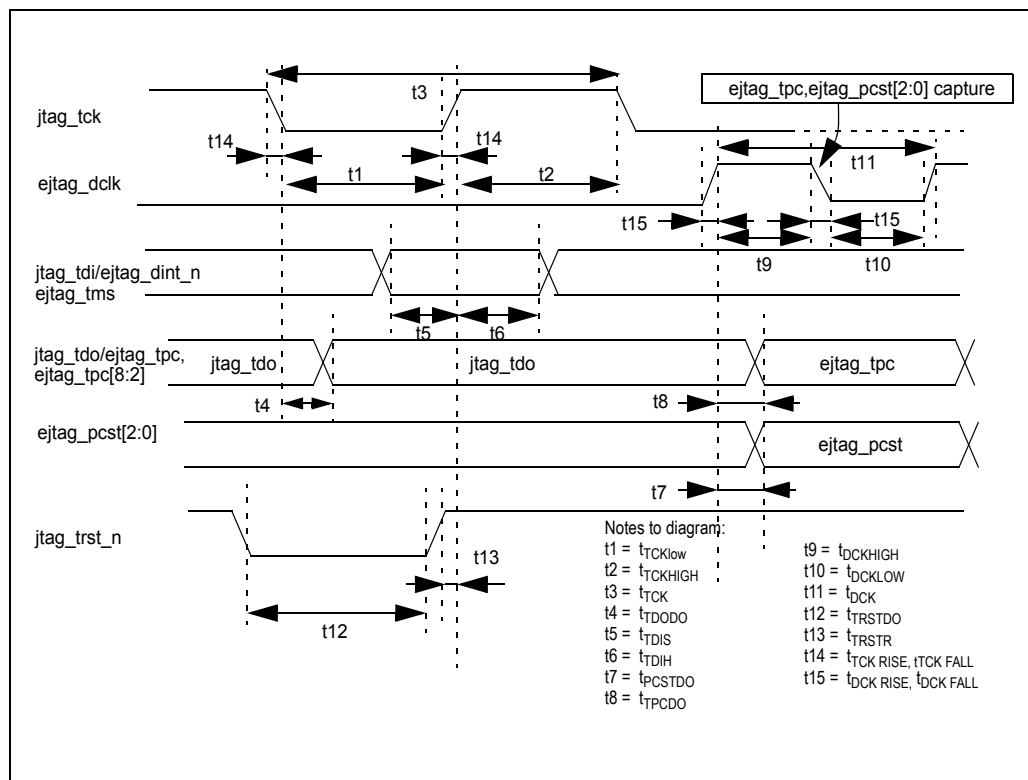 ejtag_tpc,ejtag_pcst[2:0] capture
t3
jtag_tck
t14
t14
t11
t1
t2
ejtag_dclk
t15
t15
t9
t10
jtag_tdi/ejtag_dint_n
ejtag_tms
t5
t6
jtag_tdo/ejtag_tpc,
ejtag_tpc[8:2]
jtag_tdo
jtag_tdo
ejtag_tpc
t4
t8
ejtag_pcst[2:0]
ejtag_pcst
t7
jtag_trst_n
t13
t12
Notes to diagram:
t1 = tTCKlow
t2 = tTCKHIGH
t3 = tTCK
t4 = tTDODO
t5 = tTDIS
t6 = tTDIH
t7 = tPCSTDO
t8 = tTPCDO
t9 = tDCKHIGH
t10 = tDCKLOW
t11 = tDCK
t12 = tTRSTDO
t13 = tTRSTR
t14 = tTCK RISE, tTCK FALL
t15 = tDCK RISE, tDCK FALL